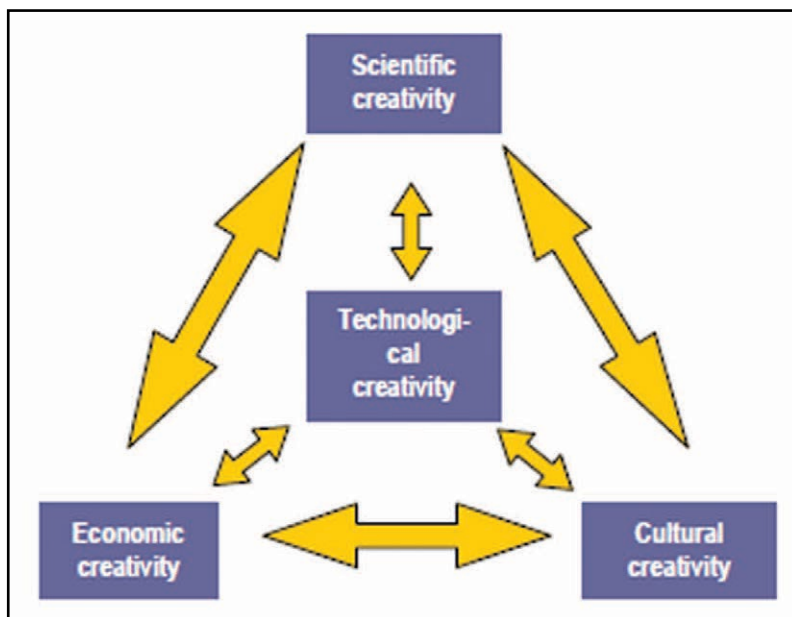 Scientific
creativity
Technologi-
cal
creativity
Economic
creativity
Cultural
creativity